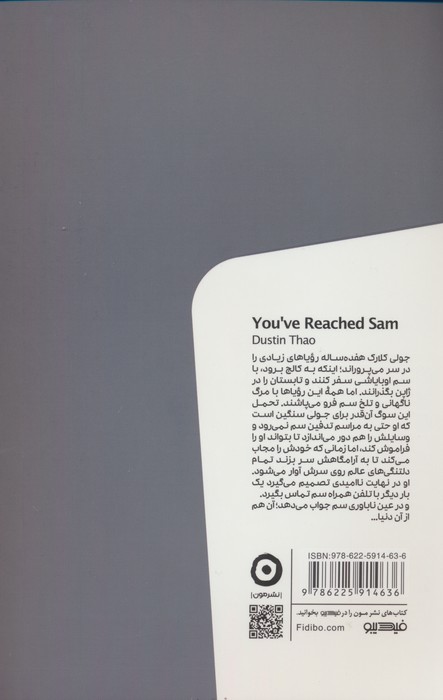 You've Reached Sam
Dustin Thao
جولی کلارک هفده‌ساله رؤیاهای زیادی را
در سر می‌پروراند؛ اینکه به کالج برود، با
سم اوبایاشی سفر کند و تابستان را در
ژاپن بگذرانند. اما همهٔ این رؤیاها با مرگ
ناگهانی و تلخ سم فرو می‌پاشند. تحمل
این سوگ آن‌قدر برای جولی سنگین است
که او حتی به مراسم تدفین سم نمی‌رود و
وسایلش را هم دور می‌اندازد تا بتواند او را
فراموش کند، اما زمانی که خودش را مجاب
می‌کند تا به آرامگاهش سر بزند تمام
دلتنگی‌های عالم روی سرش آوار می‌شود.
او در نهایت ناامیدی تصمیم می‌گیرد یک
بار دیگر با تلفن همراه سم تماس بگیرد.
و در عین ناباوری سم جواب می‌دهد؛ آن هم
از آن دنیا...
ISBN:978-622-5914-63-6
9 786225 914636
|نشرمون|
کتاب‌های نشر مون را در فیدیبو بخوانید.
Fidibo.com فیدیبو